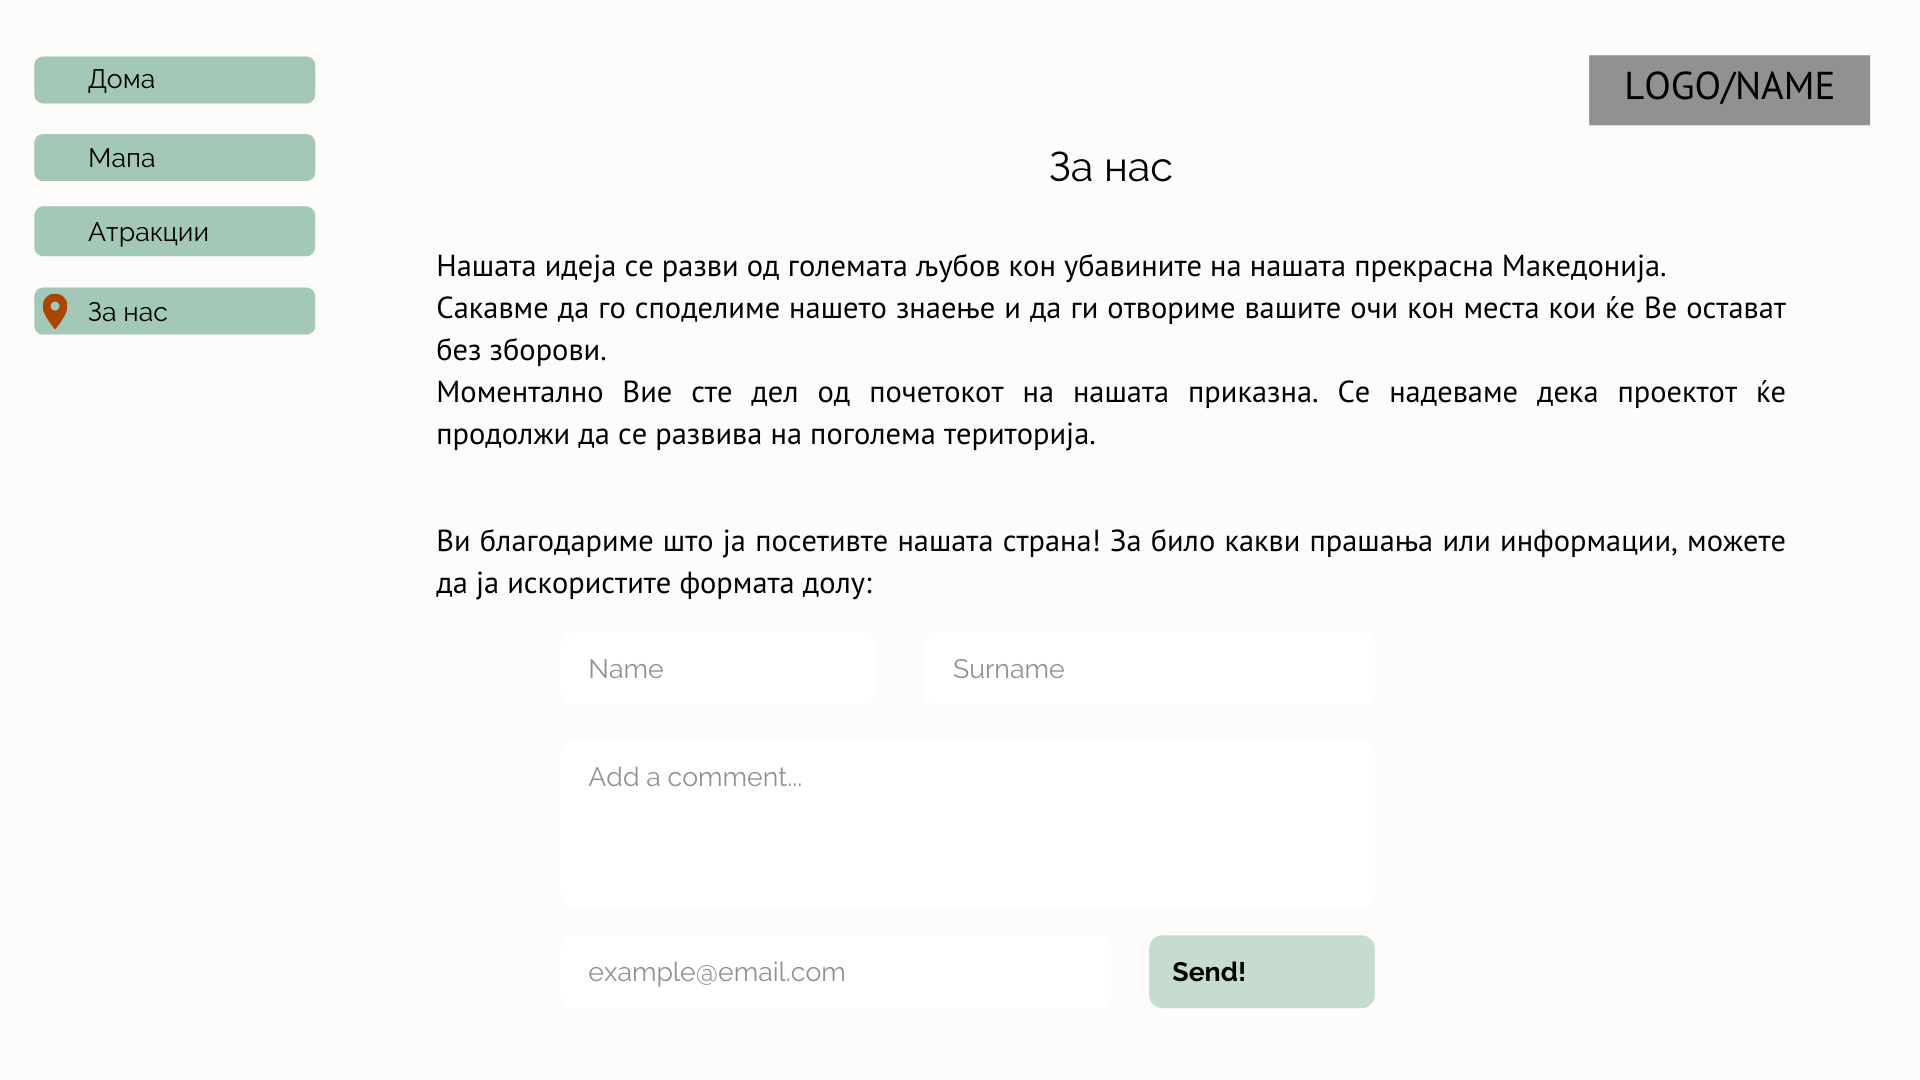 Дома
Мапа
Атракции
За нас
LOGO/NAME
За нас
Нашата идеја се разви од големата љубов кон убавините на нашата прекрасна Македонија.
Сакавме да го споделиме нашето знаење и да ги отвориме вашите очи кон места кои ќе Ве остават
без зборови.
Моментално Вие сте дел од почетокот на нашата приказна. Се надеваме дека проектот ќе
продолжи да се развива на поголема територија.
Ви благодариме што ја посетивте нашата страна! За било какви прашања или информации, можете
да ја искористите формата долу:
Name
Surname
Add a comment...
example@email.com
Send!